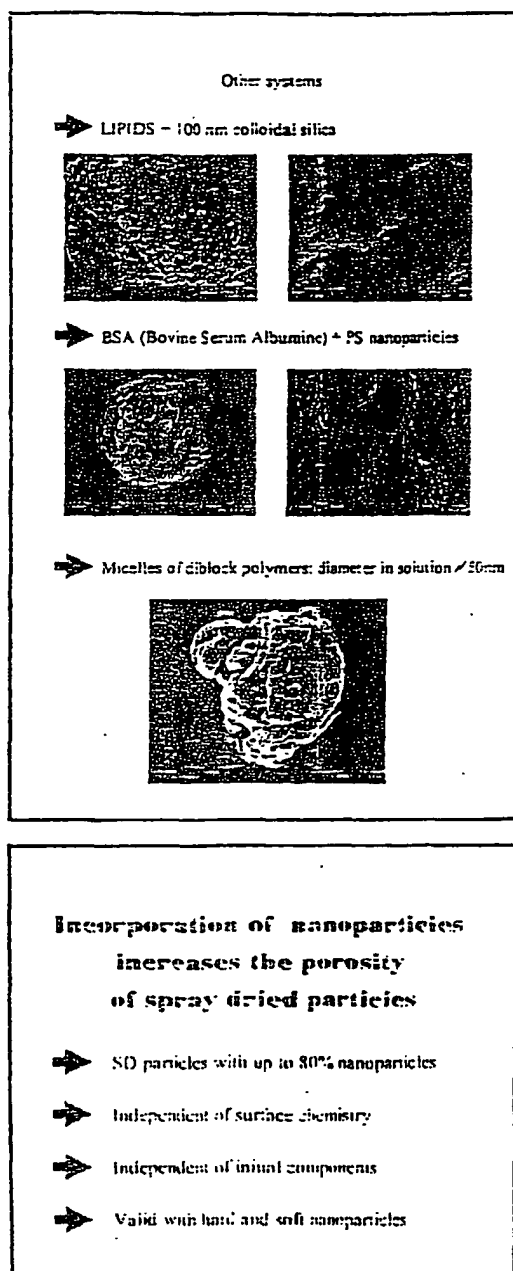 Other systems
LIPIDS – 100 nm colloidal silica
BSA (Bovine Serum Albumine) + PS nanoparticles
Micelles of diblock polymers: diameter in solution 50nm
Incorporation of nanoparticles
increases the porosity
of spray dried particles
SD particles with up to 80% nanoparticles
Independent of surface chemistry
Independent of initial components
Valid with hard and soft nanoparticles